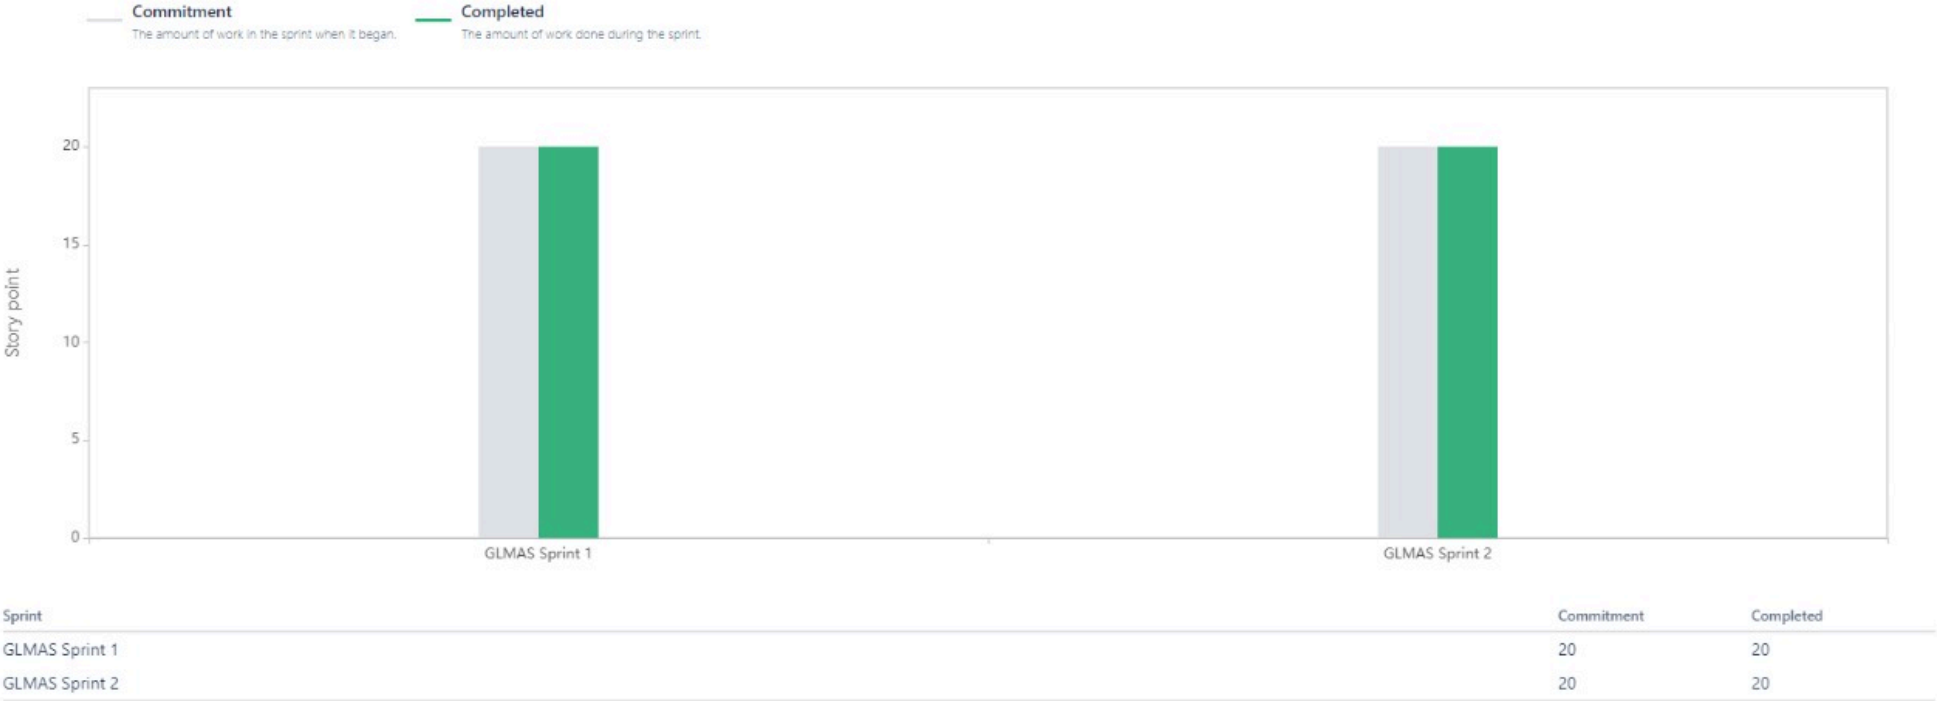 Commitment Completed
The amount of work in the sprint when it began. The amount of work done during the sprint.
20
15
10
5
0
Story point
GLMAS Sprint 1 GLMAS Sprint 2
Sprint Commitment Completed
GLMAS Sprint 1 20 20
GLMAS Sprint 2 20 20